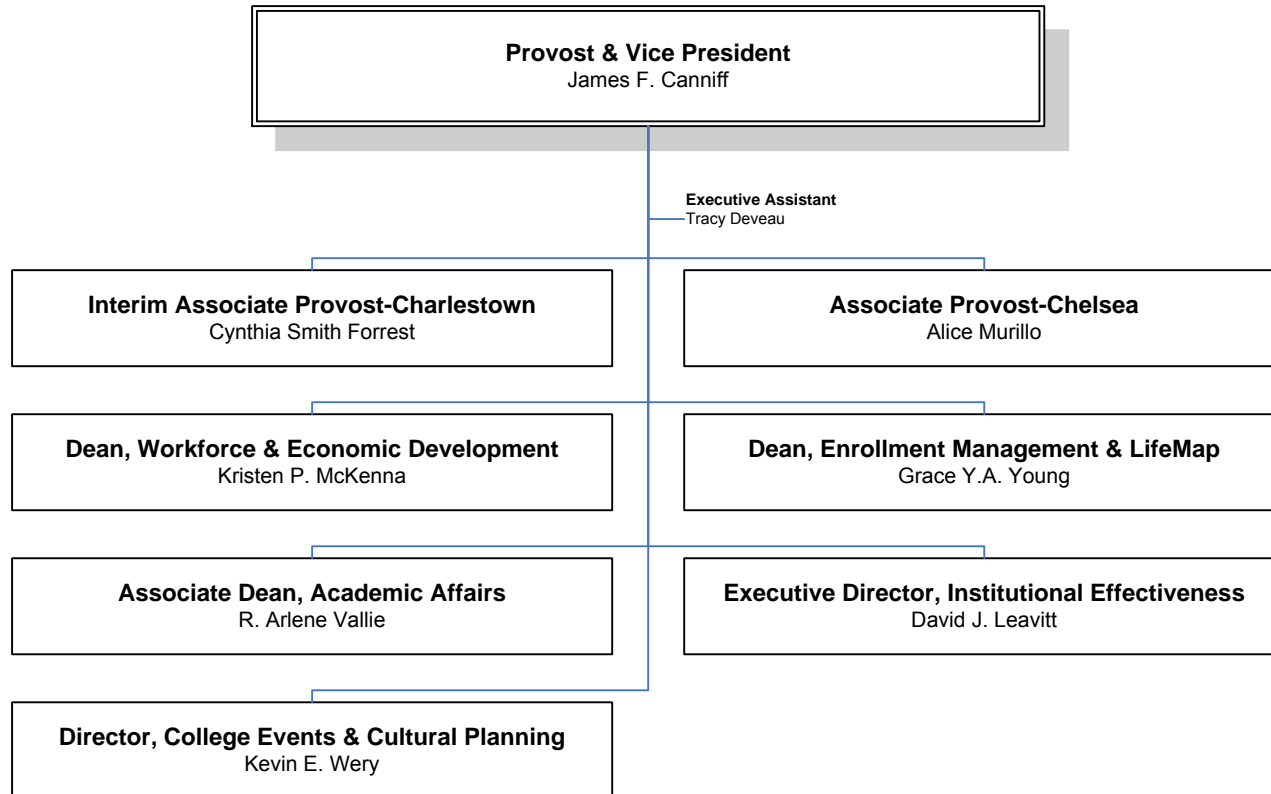 Provost & Vice President
James F. Canniff
Executive Assistant
Tracy Deveau
Interim Associate Provost-Charlestown
Cynthia Smith Forrest
Associate Provost-Chelsea
Alice Murillo
Dean, Workforce & Economic Development
Kristen P. McKenna
Dean, Enrollment Management & LifeMap
Grace Y.A. Young
Associate Dean, Academic Affairs
R. Arlene Vallie
Executive Director, Institutional Effectiveness
David J. Leavitt
Director, College Events & Cultural Planning
Kevin E. Wery